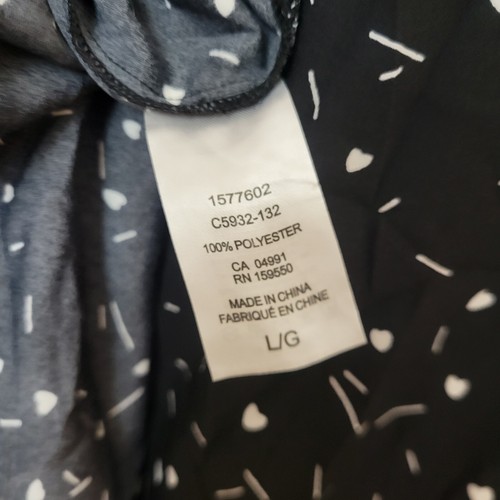 1577602
C5932-132
100% POLYESTER
CA 04991
RN 159550
MADE IN CHINA
FABRIQUÉ EN CHINE
L/G